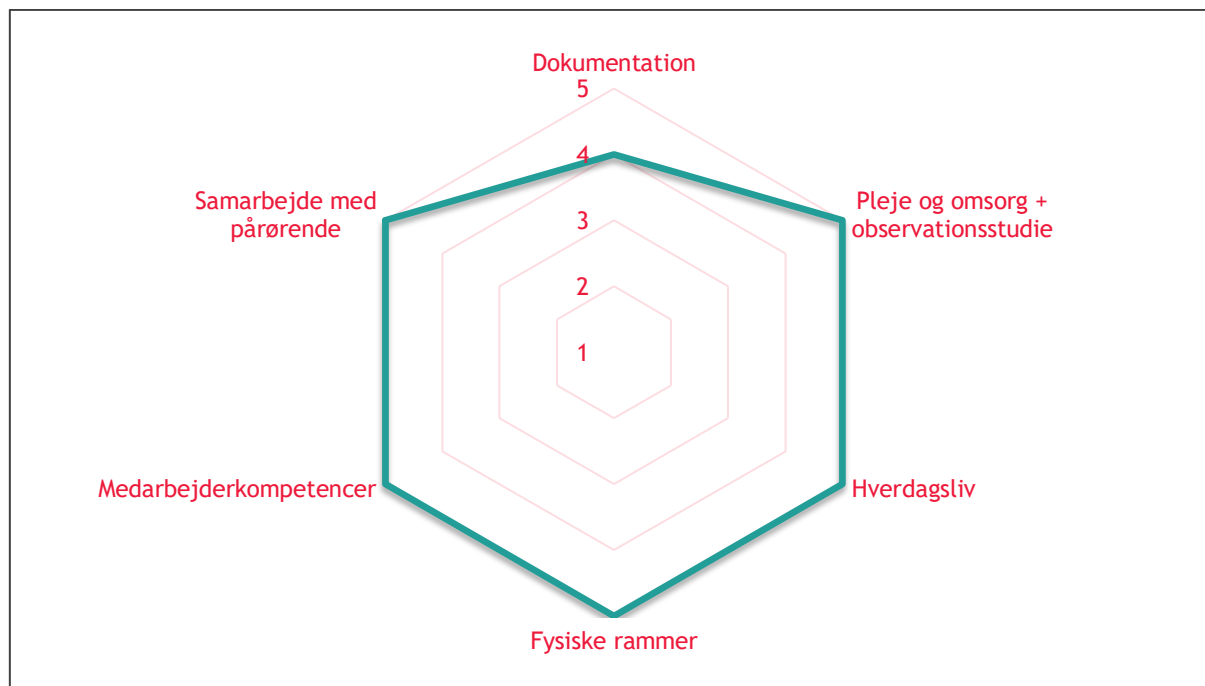 Dokumentation
5
4
Samarbejde med
pårørende
Pleje og omsorg +
observationsstudie
3
2
1
Medarbejderkompetencer
Hverdagsliv
Fysiske rammer